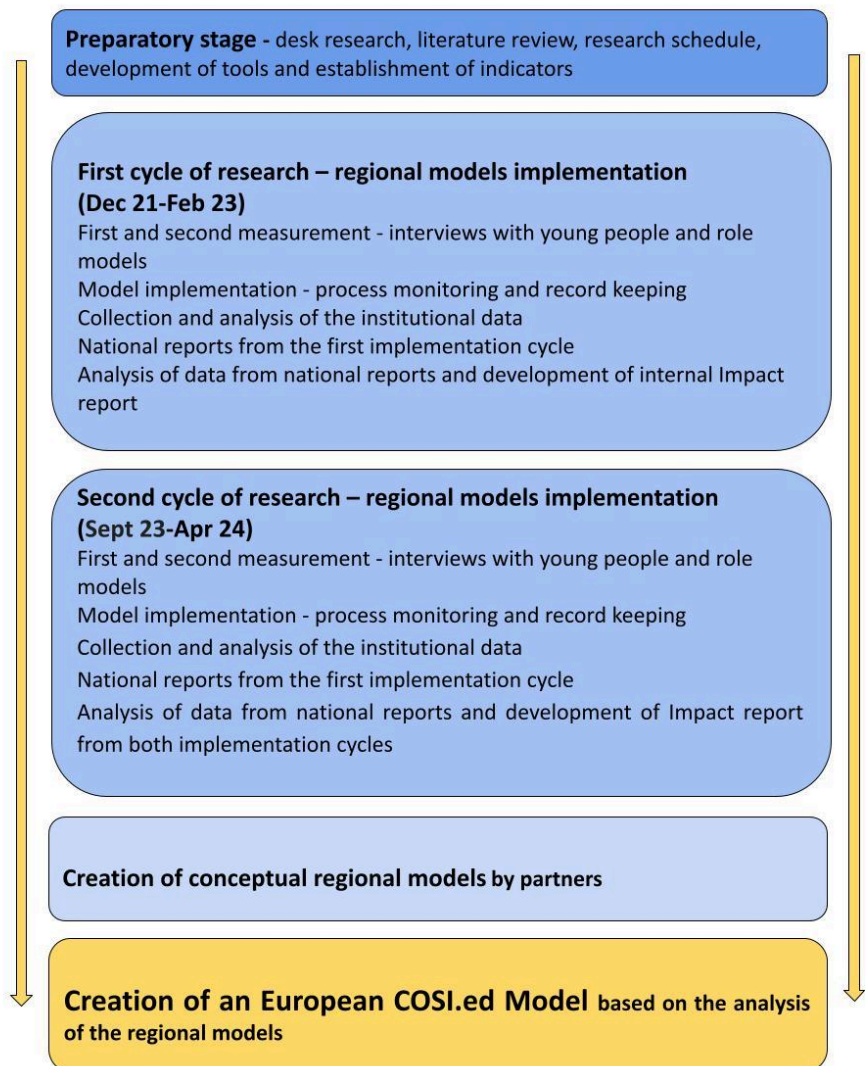 Preparatory stage - desk research, literature review, research schedule,
development of tools and establishment of indicators
First cycle of research – regional models implementation
(Dec 21-Feb 23)
First and second measurement - interviews with young people and role
models
Model implementation - process monitoring and record keeping
Collection and analysis of the institutional data
National reports from the first implementation cycle
Analysis of data from national reports and development of internal Impact
report
Second cycle of research – regional models implementation
(Sept 23-Apr 24)
First and second measurement - interviews with young people and role
models
Model implementation - process monitoring and record keeping
Collection and analysis of the institutional data
National reports from the first implementation cycle
Analysis of data from national reports and development of Impact report
from both implementation cycles
Creation of conceptual regional models by partners
Creation of an European COSI.ed Model based on the analysis
of the regional models